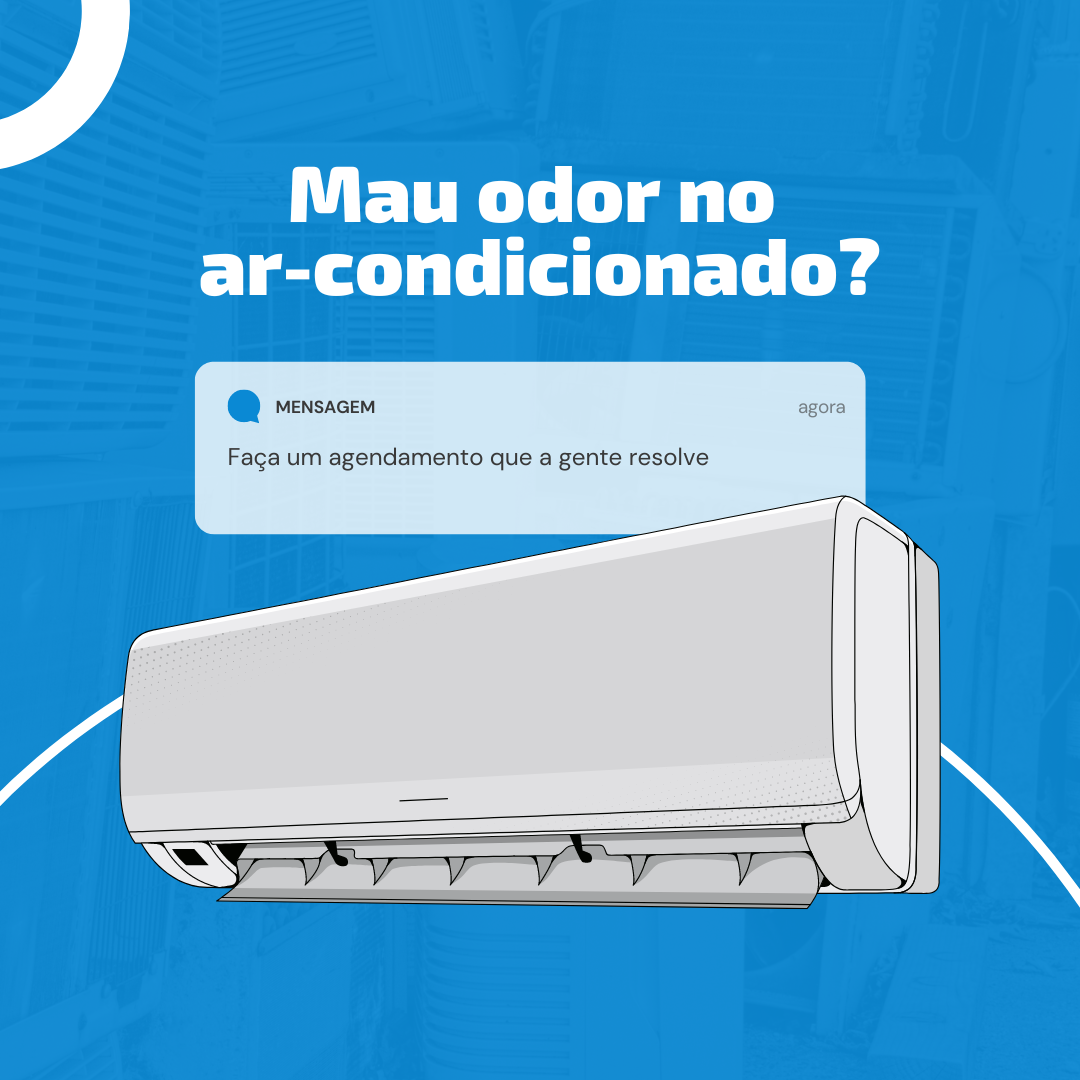 Mau odor no
ar-condicionado?
MENSAGEM
agora
Faça um agendamento que a gente resolve